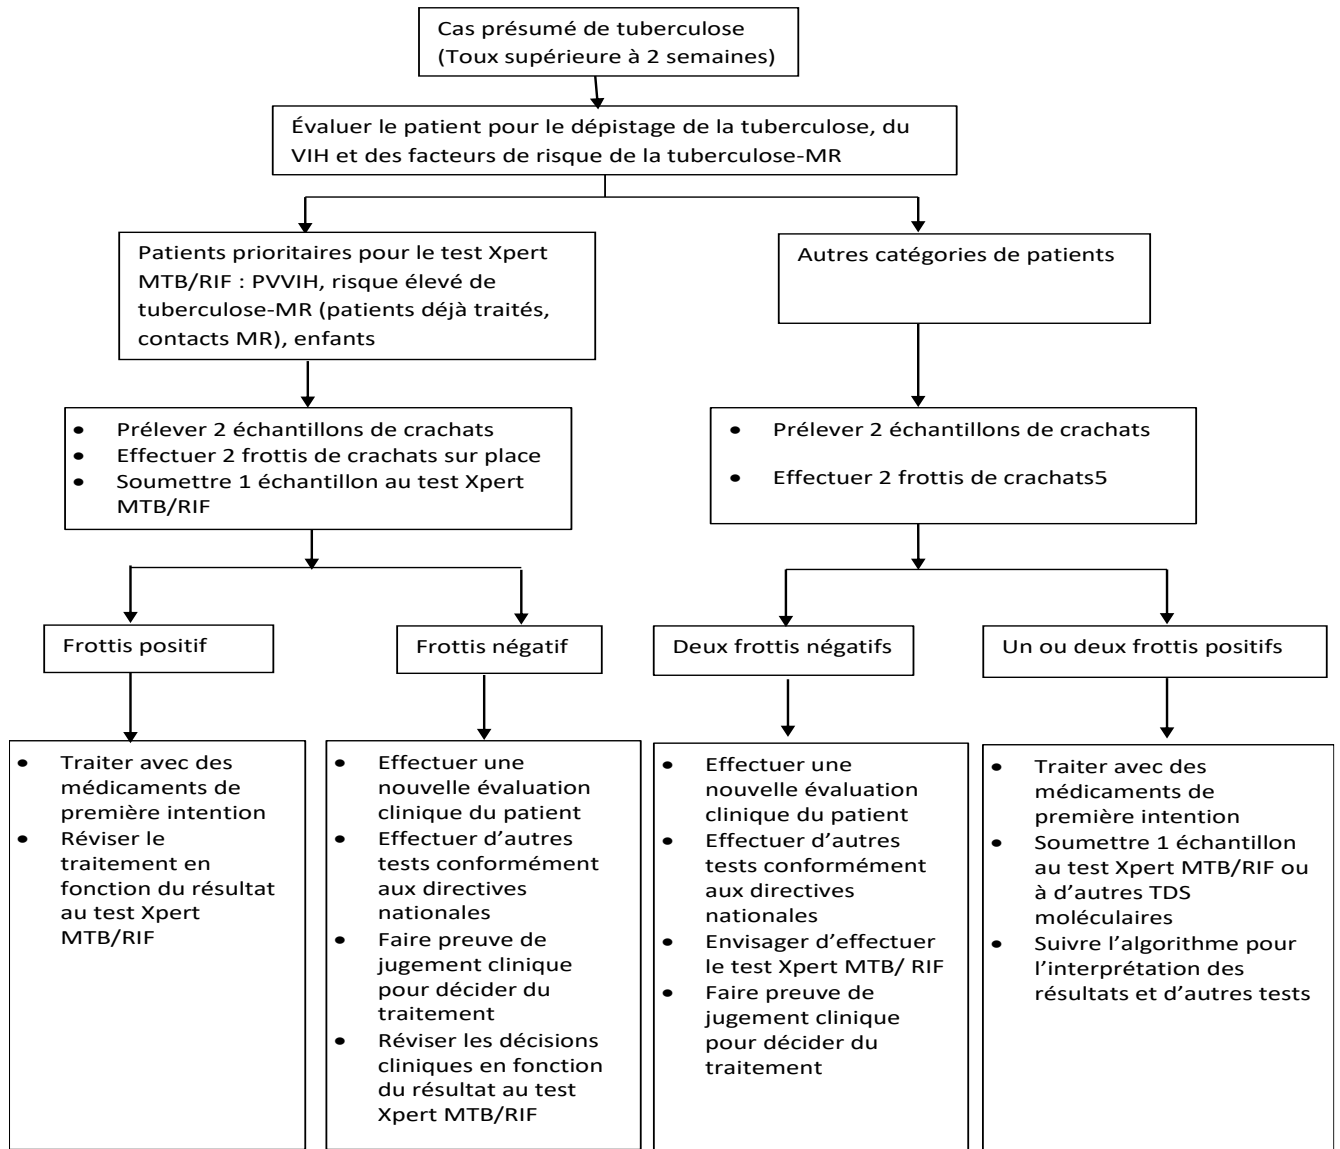 Cas présumé de tuberculose
(Toux supérieure à 2 semaines)
Évaluer le patient pour le dépistage de la tuberculose, du
VIH et des facteurs de risque de la tuberculose-MR
Patients prioritaires pour le test Xpert
MTB/RIF : PVVIH, risque élevé de
tuberculose-MR (patients déjà traités,
contacts MR), enfants
Autres catégories de patients
• Prélever 2 échantillons de crachats
• Effectuer 2 frottis de crachats sur place
• Soumettre 1 échantillon au test Xpert
MTB/RIF
• Prélever 2 échantillons de crachats
• Effectuer 2 frottis de crachats5
Frottis positif
Frottis négatif
Deux frottis négatifs
Un ou deux frottis positifs
• Traiter avec des
médicaments de
première intention
• Réviser le
traitement en
fonction du résultat
au test Xpert
MTB/RIF
• Effectuer une
nouvelle évaluation
clinique du patient
• Effectuer d'autres
tests conformément
aux directives
nationales
• Faire preuve de
jugement clinique
pour décider du
traitement
• Réviser les décisions
cliniques en fonction
du résultat au test
Xpert MTB/RIF
• Effectuer une
nouvelle évaluation
clinique du patient
• Effectuer d'autres
tests conformément
aux directives
nationales
• Envisager d'effectuer
le test Xpert MTB/ RIF
• Faire preuve de
jugement clinique
pour décider du
traitement
• Traiter avec des
médicaments de
première intention
• Soumettre 1 échantillon
au test Xpert MTB/RIF ou
à d'autres TDS
moléculaires
• Suivre l'algorithme pour
l'interprétation des
résultats et d'autres tests